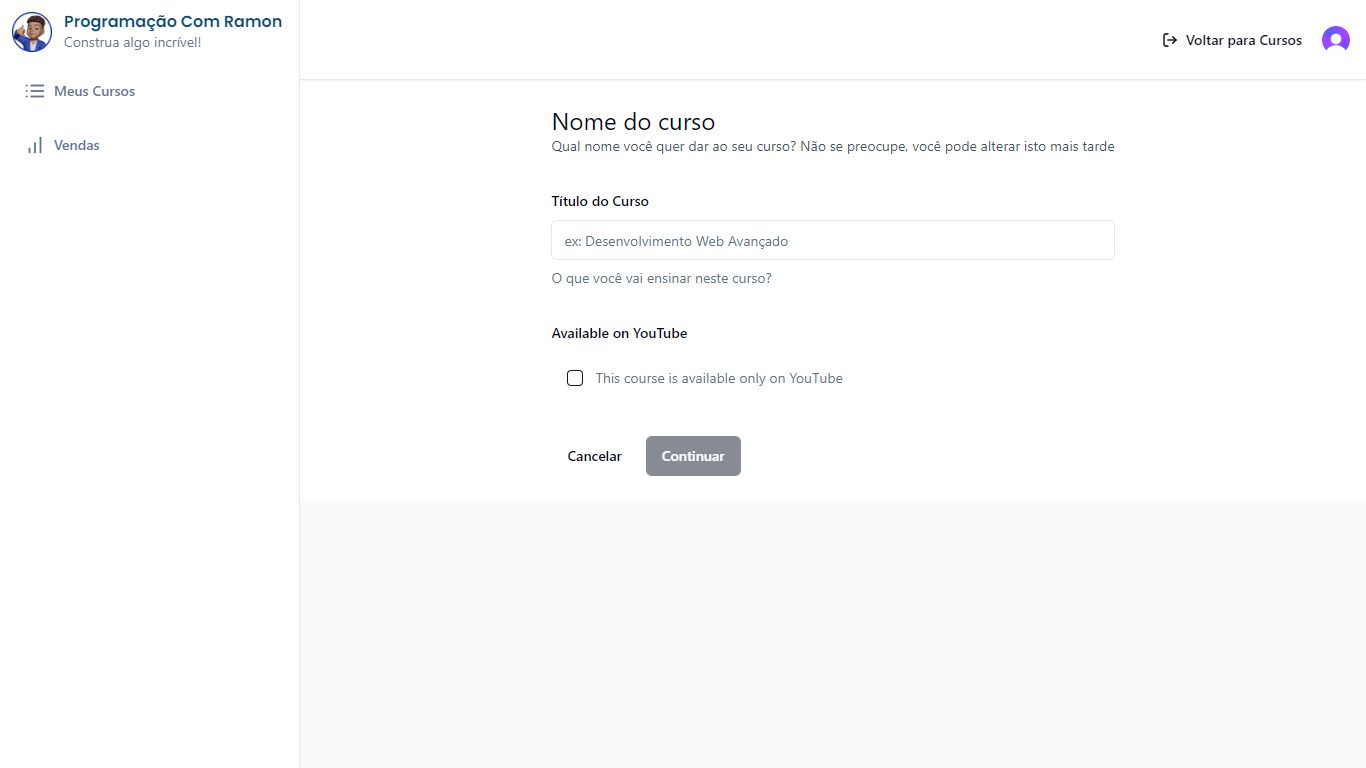 Programação Com Ramon
Construa algo incrível!
Meus Cursos
Vendas
Voltar para Cursos
Nome do curso
Qual nome você quer dar ao seu curso? Não se preocupe, você pode alterar isto mais tarde
Título do Curso
ex: Desenvolvimento Web Avançado
O que você vai ensinar neste curso?
Available on YouTube
This course is available only on YouTube
Cancelar
Continuar